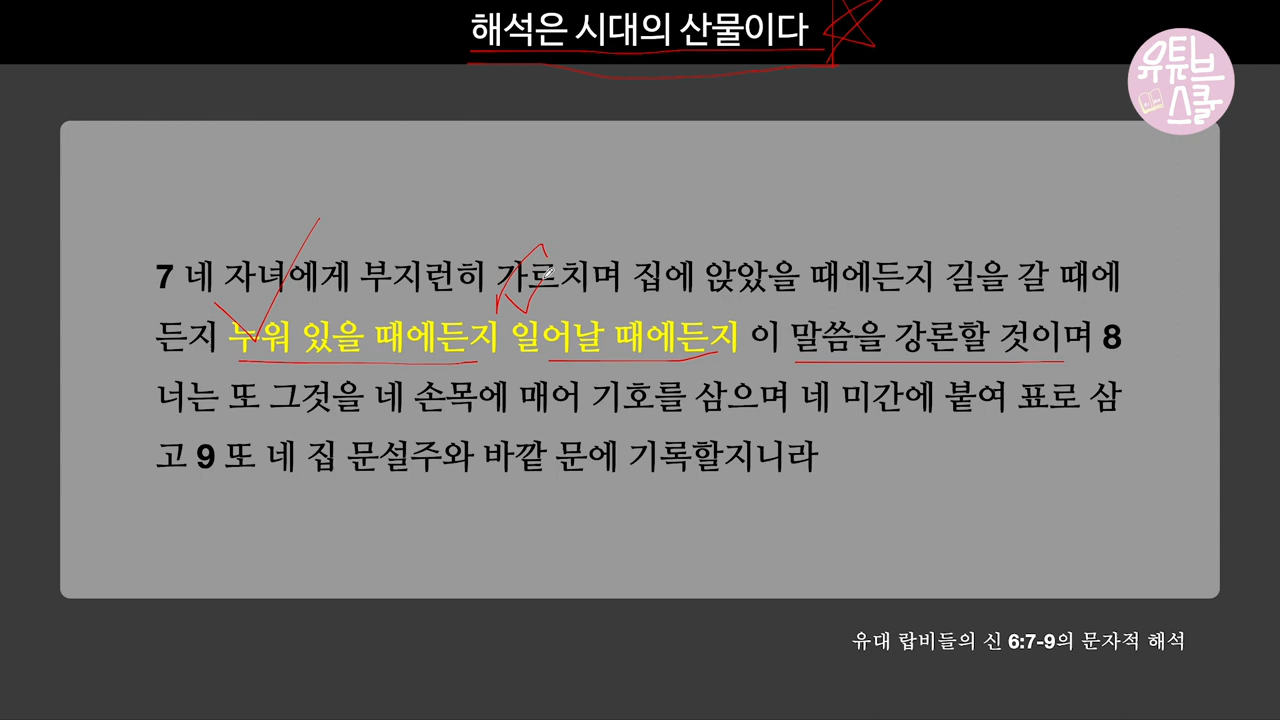 해석은 시대의 산물이다
유튜브
스쿨
7 네 자녀에게 부지런히 가르치며 집에 앉았을 때에든지 길을 갈 때에
든지 누워 있을 때에든지 일어날 때에든지 이 말씀을 강론할 것이며 8
너는 또 그것을 네 손목에 매어 기호를 삼으며 네 미간에 붙여 표로 삼
고 9 또 네 집 문설주와 바깥 문에 기록할지니라
유대 랍비들의 신 6:7-9의 문자적 해석